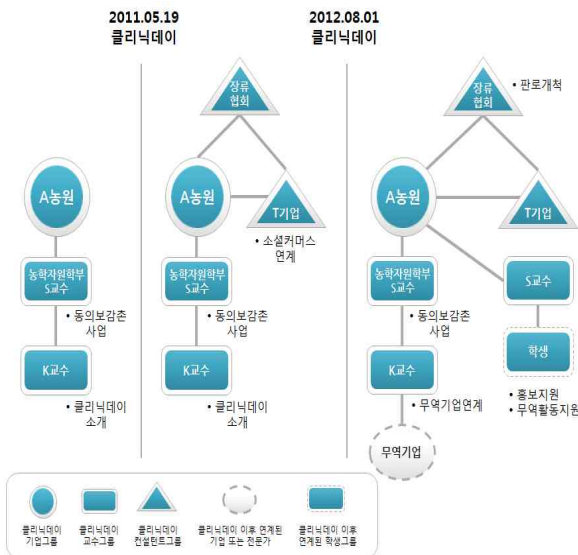 2011.05.19
클리닉데이
2012.08.01
클리닉데이
A농원
농학자원학부
S교수
• 동의보감촌
사업
K교수
• 클리닉데이
소개
장류
협회
A농원
T기업
• 소셜커머스
연계
농학자원학부
S교수
• 동의보감촌
사업
K교수
• 클리닉데이
소개
장류
협회
• 판로개척
A농원
T기업
농학자원학부
S교수
• 동의보감촌
사업
S교수
학생
• 홍보지원
• 무역활동지원
K교수
• 무역기업연계
무역기업
클리닉데이
기업그룹
클리닉데이
교수그룹
클리닉데이
컨설턴트그룹
클리닉데이 이후 연계된
기업 또는 전문가
클리닉데이 이후
연계된 학생그룹